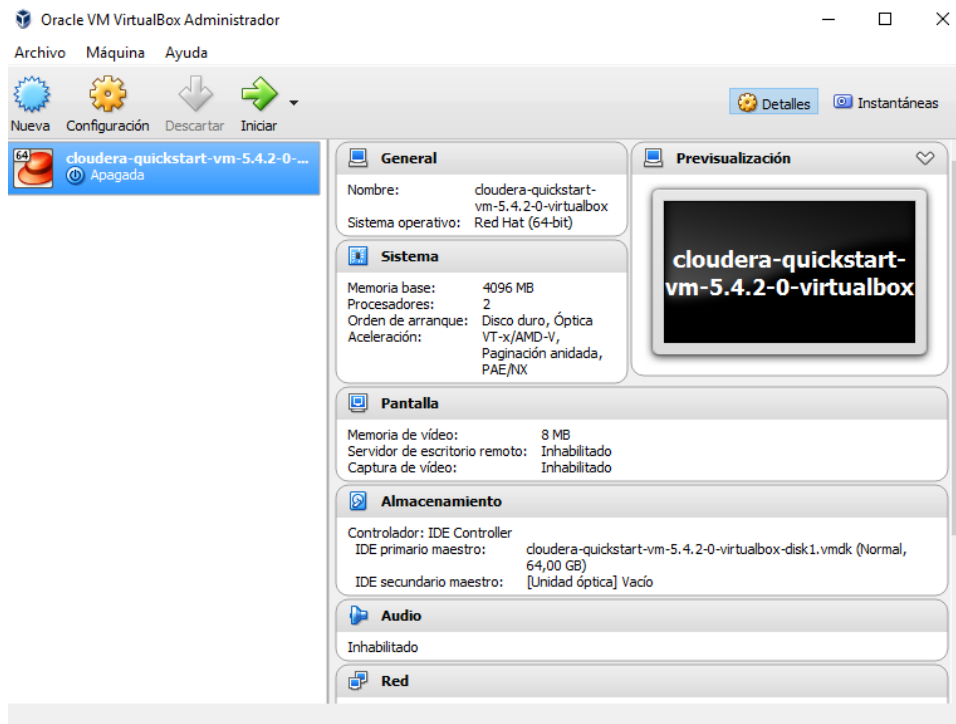 Oracle VM VirtualBox Administrador
Archivo Máquina Ayuda
Nueva Configuración Descartar Iniciar
Detalles Instantáneas
64
cloudera-quickstart-vm-5.4.2-0-...
Apagada
General
Nombre: cloudera-quickstart-
vm-5.4.2-0-virtualbox
Sistema operativo: Red Hat (64-bit)
Sistema
Memoria base: 4096 MB
Procesadores: 2
Orden de arranque: Disco duro, Óptica
Aceleración: VT-x/AMD-V,
Paginación anidada,
PAE/NX
Previsualización
cloudera-quickstart-
vm-5.4.2-0-virtualbox
Pantalla
Memoria de vídeo: 8 MB
Servidor de escritorio remoto: Inhabilitado
Captura de vídeo: Inhabilitado
Almacenamiento
Controlador: IDE Controller
IDE primario maestro: cloudera-quickstart-vm-5.4.2-0-virtualbox-disk1.vmdk (Normal,
64,00 GB)
IDE secundario maestro: [Unidad óptica] Vacío
Audio
Inhabilitado
Red